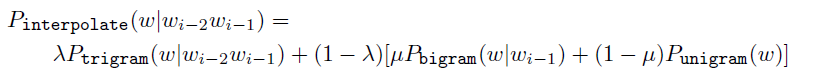 P_interpolate(w|w_{i−2}w_{i−1}) =
λP_trigram(w|w_{i−2}w_{i−1}) + (1 − λ)[μP_bigram(w|w_{i−1}) + (1 − μ)P_unigram(w)]